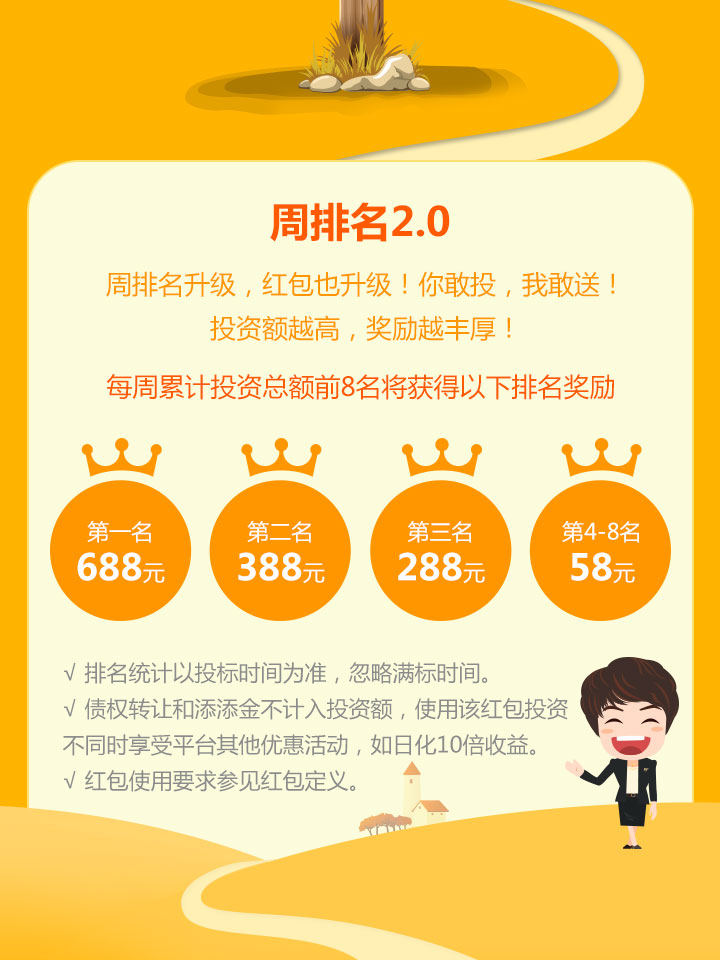 周排名2.0
周排名升级，红包也升级！你敢投，我敢送！
投资额越高，奖励越丰厚！
每周累计投资总额前8名将获得以下排名奖励
第一名 第二名 第三名 第4-8名
688元 388元 288元 58元
√ 排名统计以投标时间为准，忽略满标时间。
√ 债权转让和添添金不计入投资额，使用该红包投资
不同时享受平台其他优惠活动，如日化10倍收益。
√ 红包使用要求参见红包定义。